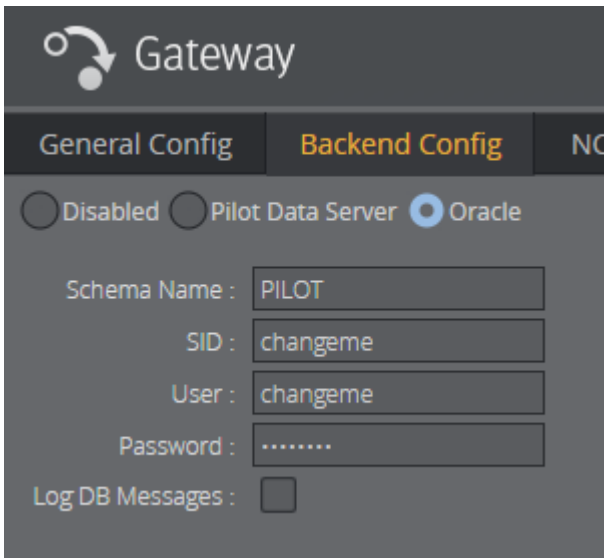 Gateway
General Config Backend Config NC
Disabled Pilot Data Server Oracle
Schema Name : PILOT
SID : changeme
User : changeme
Password : ········
Log DB Messages :